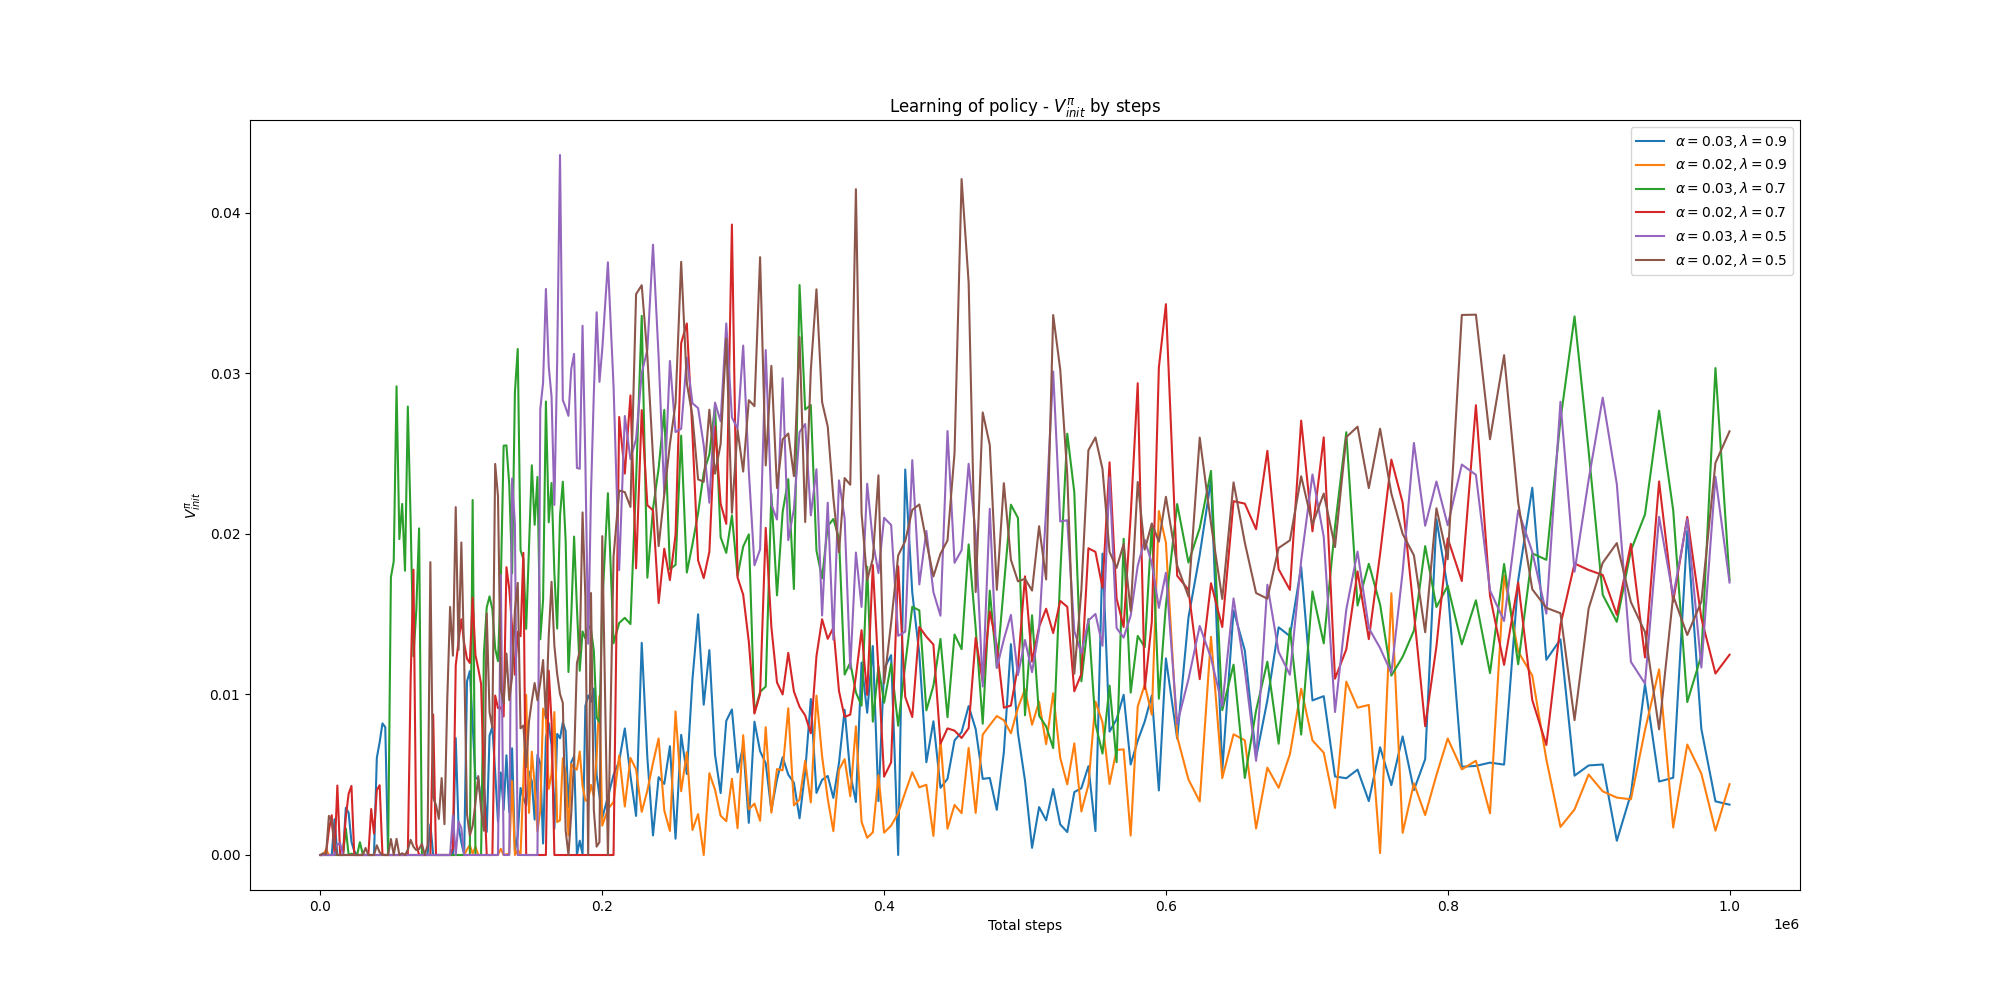 Learning of policy - $V_{init}^{\pi}$ by steps
α = 0.03, λ = 0.9
α = 0.02, λ = 0.9
α = 0.03, λ = 0.7
α = 0.02, λ = 0.7
α = 0.03, λ = 0.5
α = 0.02, λ = 0.5
$V_{init}^{\pi}$
0.04
0.03
0.02
0.01
0.00
0.0 0.2 0.4 0.6 0.8 1.0
Total steps
1e6